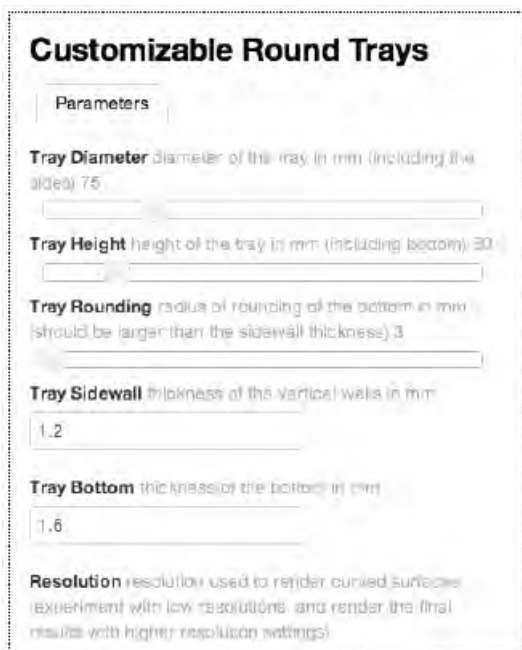 Customizable Round Trays
Parameters
Tray Diameter diameter of the tray in mm (including the
sides) 75
Tray Height height of the tray in mm (including bottom) 30
Tray Rounding radius of rounding of the bottom in mm
(should be larger than the sidewall thickness) 3
Tray Sidewall thickness of the vertical walls in mm
1.2
Tray Bottom thickness of the bottom in mm
1.6
Resolution resolution used to render curved surfaces
(experiment with low resolutions, and render the final
results with higher resolution settings)